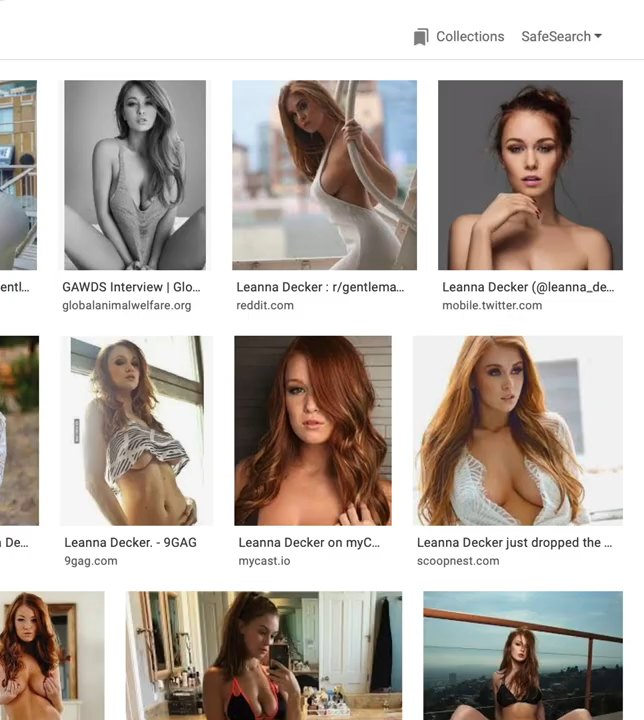 Collections SafeSearch
entl...
GAWDS Interview | Glo...
Leanna Decker : r/gentlema...
Leanna Decker (@leanna_de...
globalanimalwelfare.org
reddit.com
mobile.twitter.com
a De...
Leanna Decker. - 9GAG
Leanna Decker on myC...
Leanna Decker just dropped the ...
9gag.com
mycast.io
scoopnest.com